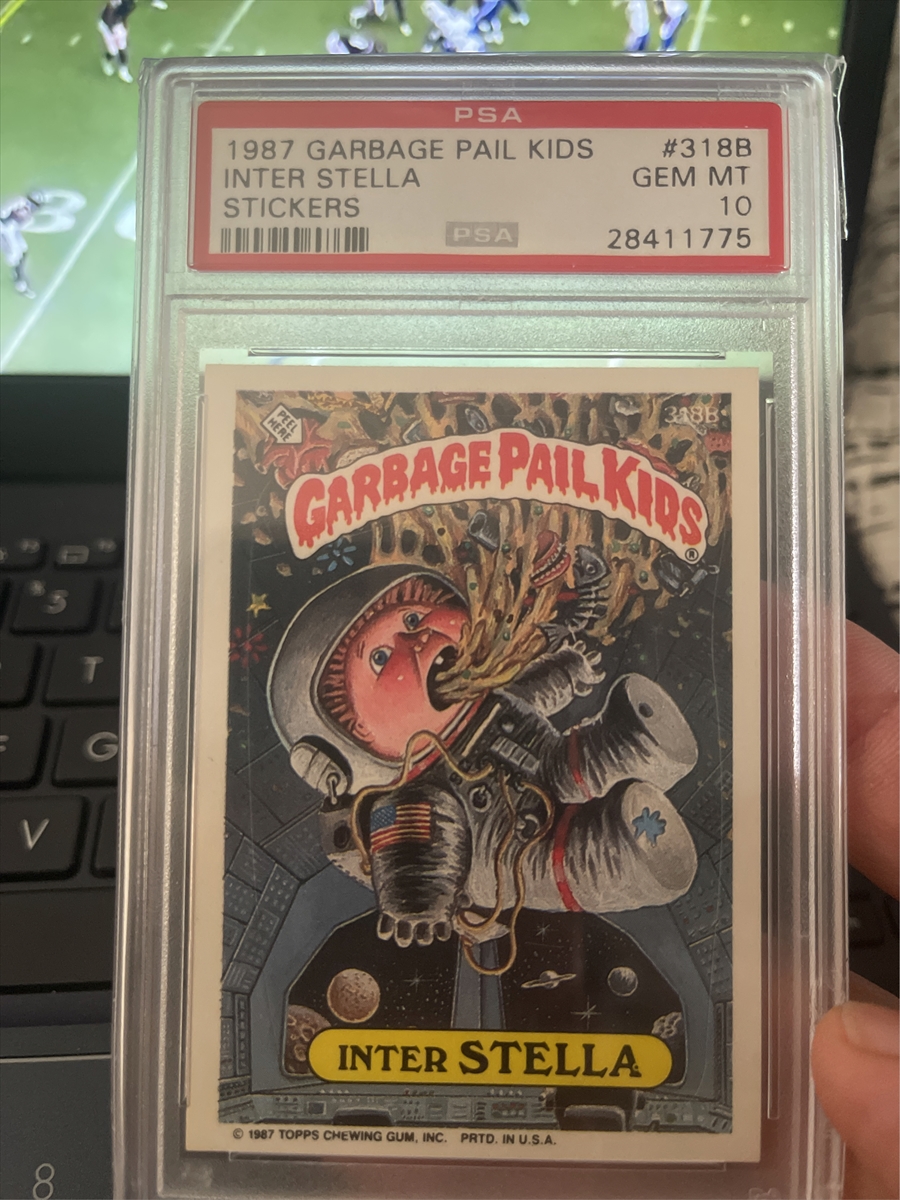 PSA
1987 GARBAGE PAIL KIDS #318B
INTER STELLA GEM MT
STICKERS 10
PSA 28411775
PEEL
HERE
318B
GARBAGE PAIL KIDS
®
INTER STELLA
© 1987 TOPPS CHEWING GUM, INC. PRTD. IN U.S.A.
S
T
F
G
V
8